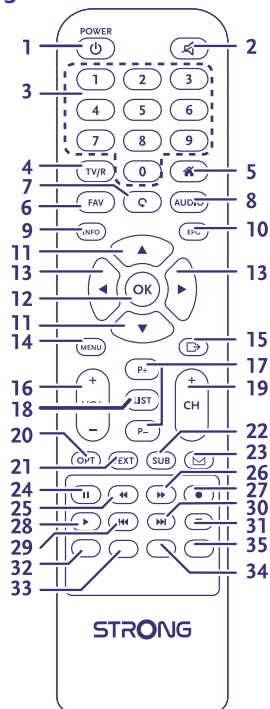 POWER
1 2
1 2 3
3
4 5 6
7 8 9
4 TV/R 0 5
7
6 FAV AUDIO 8
9 INFO EPG 10
11
13 13
12 OK
11
14 MENU 15
P+ 17
16 + + 19
18 LIST CH
P-
− 22
20 23
OPT TEXT SUB
21 26
24 27
25 30
28 31
29 35
32 34
33
STRONG